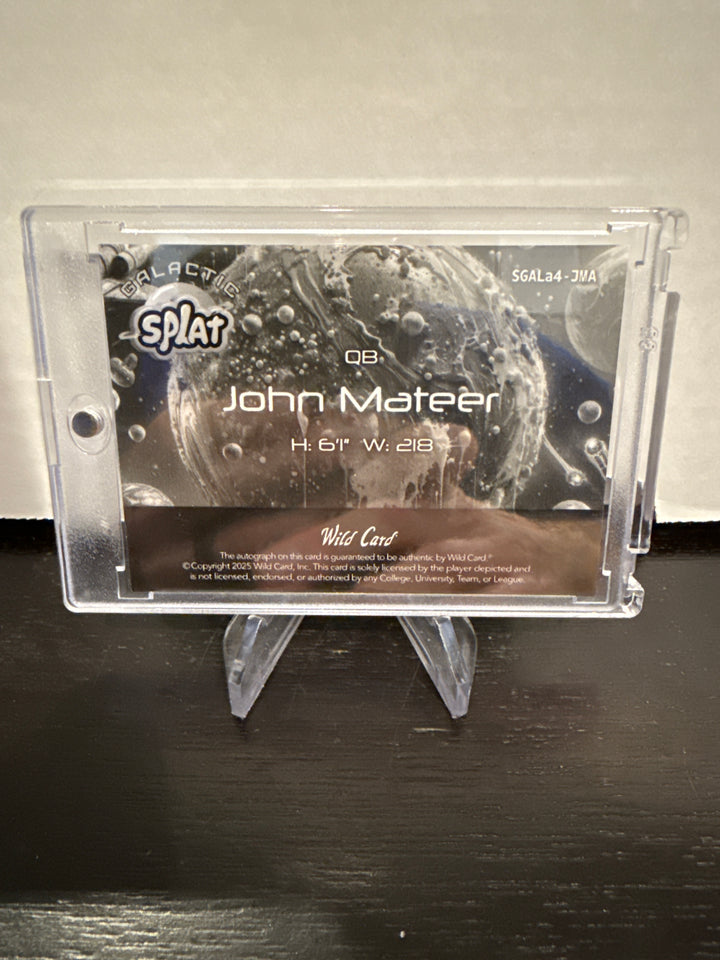 GALACTIC
SPLAT
SGALa4-JMA
QB
John Mateer
H: 6'1" W: 218
Wild Card
The autograph on this card is guaranteed to be authentic by Wild Card.®
©Copyright 2025 Wild Card, Inc. This card is solely licensed by the player depicted and
is not licensed, endorsed, or authorized by any College, University, Team, or League.